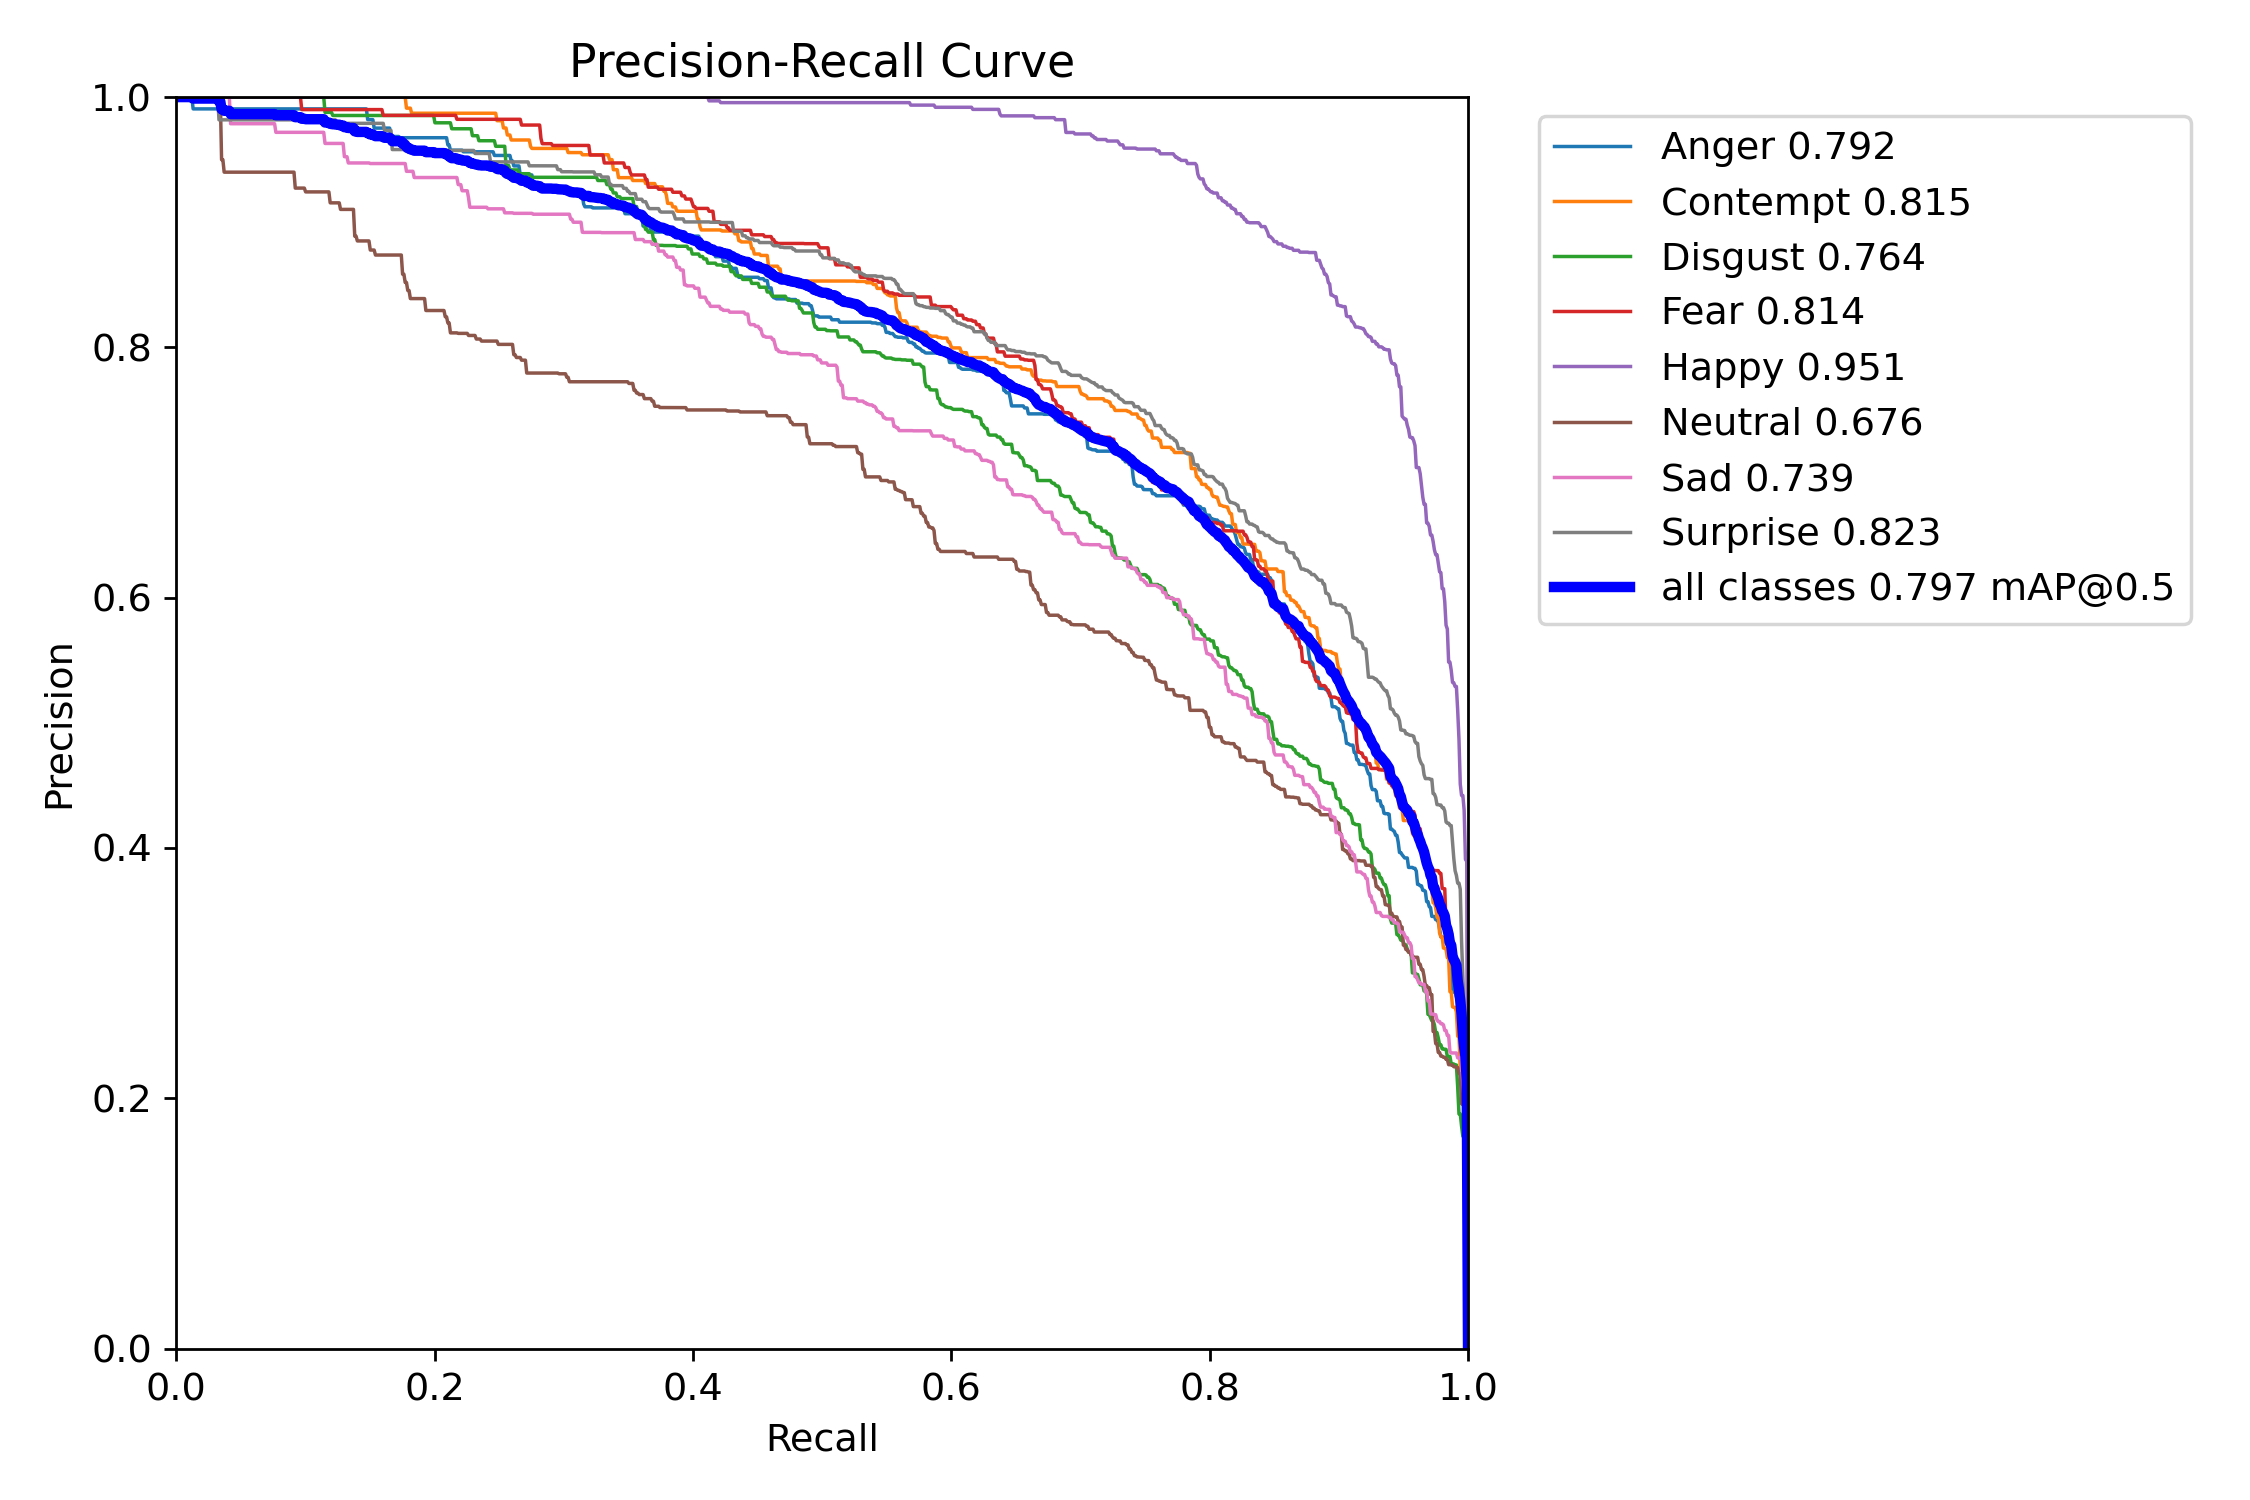 Precision-Recall Curve
1.0
0.8
0.6
0.4
0.2
0.0
Precision
0.0 0.2 0.4 0.6 0.8 1.0
Recall
Anger 0.792
Contempt 0.815
Disgust 0.764
Fear 0.814
Happy 0.951
Neutral 0.676
Sad 0.739
Surprise 0.823
all classes 0.797 mAP@0.5